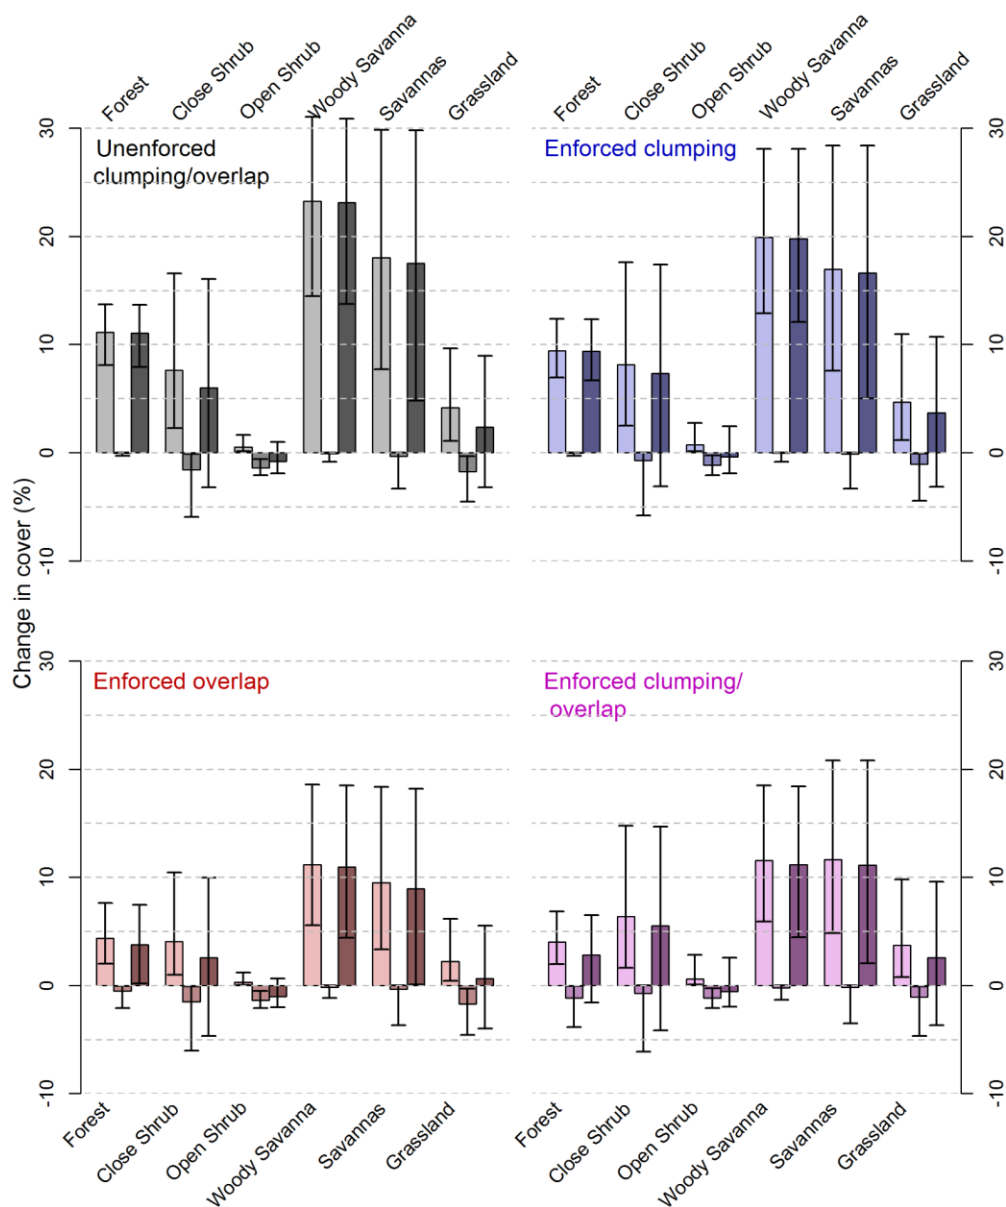 Forest
Close Shrub
Open Shrub
Woody Savanna
Savannas
Grassland
Forest
Close Shrub
Open Shrub
Woody Savanna
Savannas
Grassland
Unenforced
clumping/overlap
Enforced clumping
30
20
10
0
-10
30
20
10
0
-10
Change in cover (%)
Enforced overlap
Enforced clumping/
overlap
30
20
10
0
-10
30
20
10
0
-10
Forest
Close Shrub
Open Shrub
Woody Savanna
Savannas
Grassland
Forest
Close Shrub
Open Shrub
Woody Savanna
Savannas
Grassland